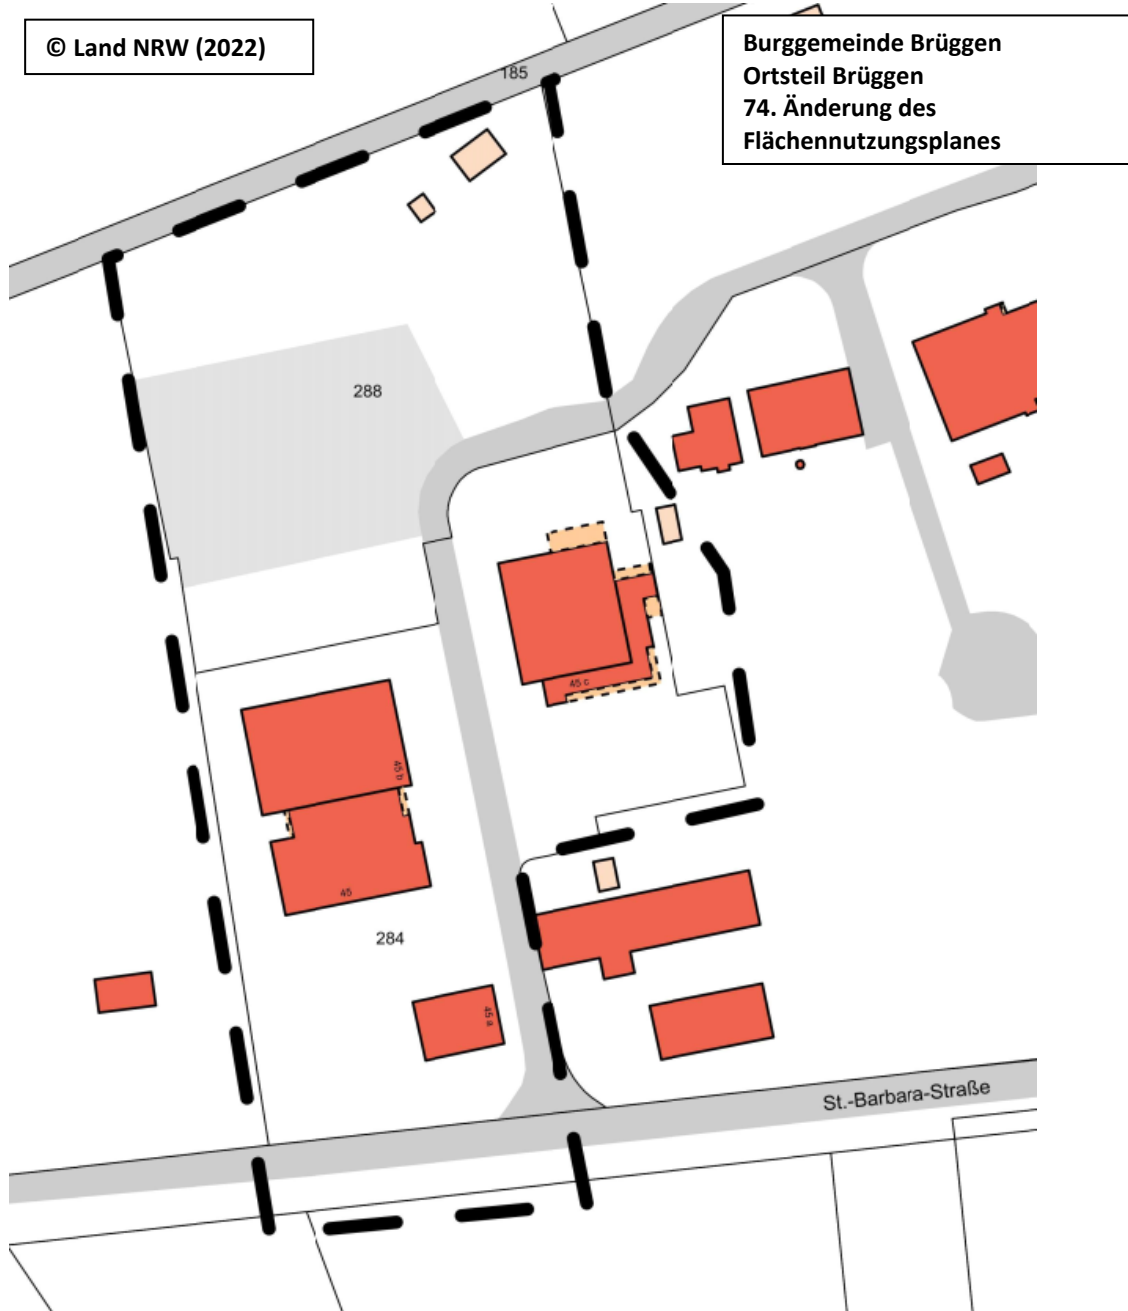 © Land NRW (2022)
Burggemeinde Brüggen
Ortsteil Brüggen
74. Änderung des
Flächennutzungsplanes
185
288
45 c
45 b
45
284
45 a
St.-Barbara-Straße